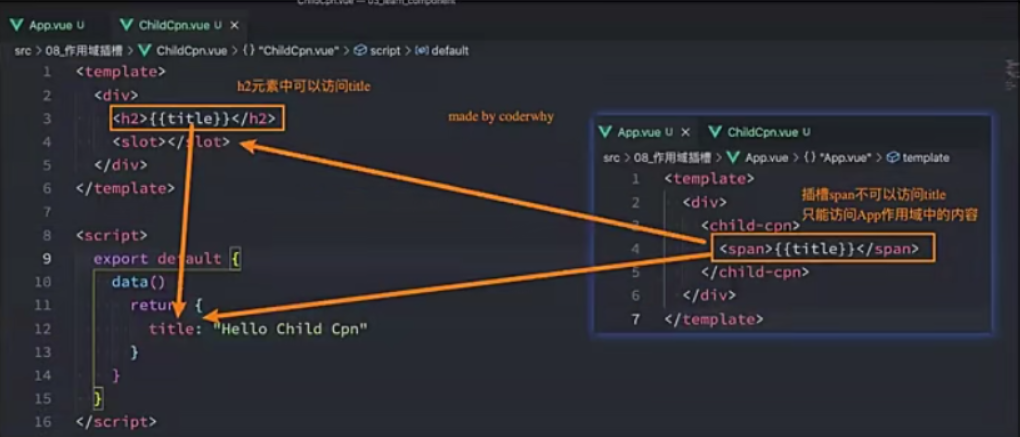 ChildCpn.vue — 03_learn_component
App.vue U ChildCpn.vue U ×
src > 08_作用域插槽 > ChildCpn.vue > {} "ChildCpn.vue" > script > default
1 <template>
h2元素中可以访问title
2 <div>
3 <h2>{{title}}</h2>
4 <slot></slot>
5 </div>
6 </template>
7
8 <script>
9 export default {
10 data()
11 return {
12 title: "Hello Child Cpn"
13 }
14 }
15 }
16 </script>
made by coderwhy
App.vue U × ChildCpn.vue U
src > 08_作用域插槽 > App.vue > {} "App.vue" > template
1 <template>
插槽span不可以访问title
2 <div>
只能访问App作用域中的内容
3 <child-cpn>
4 <span>{{title}}</span>
5 </child-cpn>
6 </div>
7 </template>